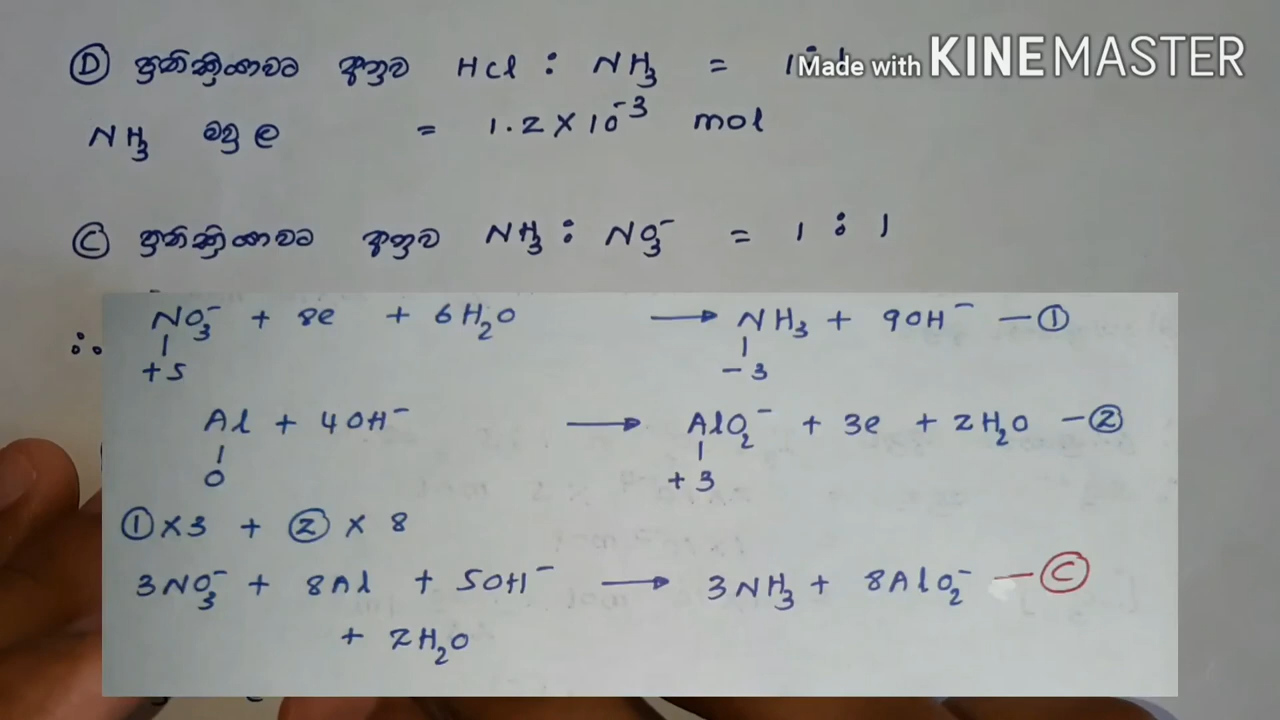 Ⓓ ප්‍රතික්‍රියාවට අනුව HCl : NH₃ = 1 :
Made with KINEMASTER
NH₃ මවුල = 1.2 × 10⁻³ mol
Ⓒ ප්‍රතික්‍රියාවට අනුව NH₃ : NO₃⁻ = 1 : 1
∴
NO₃⁻ + 8e + 6H₂O → NH₃ + 9OH⁻ — ①
+5 −3
Al + 4OH⁻ → AlO₂⁻ + 3e + 2H₂O — ②
0 +3
①×3 + ② × 8
3NO₃⁻ + 8Al + 5OH⁻ → 3NH₃ + 8AlO₂⁻ — Ⓒ
+ 2H₂O